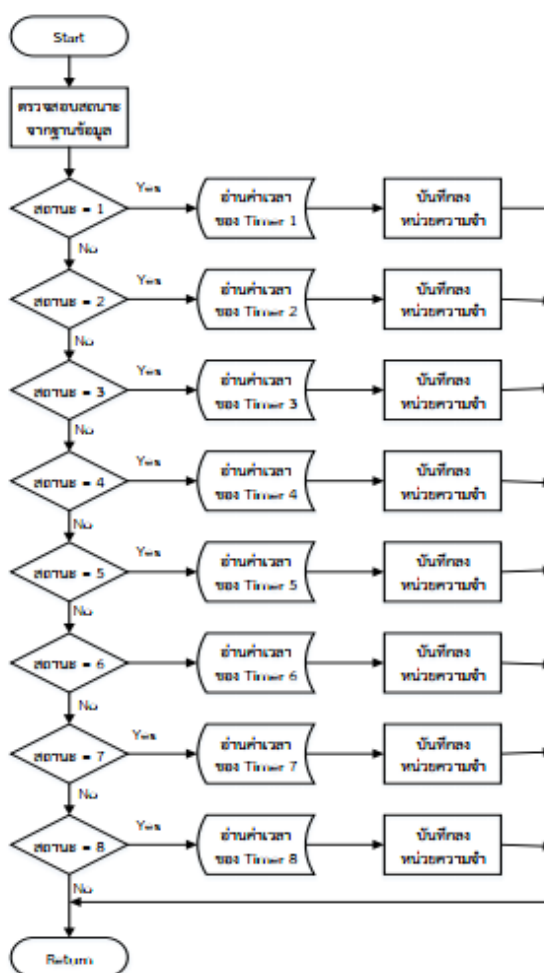 Start
ตรวจสอบสถานะ
จากฐานข้อมูล
สถานะ = 1
Yes
อ่านค่าเวลา
ของ Timer 1
บันทึกลง
หน่วยความจำ
No
สถานะ = 2
Yes
อ่านค่าเวลา
ของ Timer 2
บันทึกลง
หน่วยความจำ
No
สถานะ = 3
Yes
อ่านค่าเวลา
ของ Timer 3
บันทึกลง
หน่วยความจำ
No
สถานะ = 4
Yes
อ่านค่าเวลา
ของ Timer 4
บันทึกลง
หน่วยความจำ
No
สถานะ = 5
Yes
อ่านค่าเวลา
ของ Timer 5
บันทึกลง
หน่วยความจำ
No
สถานะ = 6
อ่านค่าเวลา
ของ Timer 6
บันทึกลง
หน่วยความจำ
No
สถานะ = 7
Yes
อ่านค่าเวลา
ของ Timer 7
บันทึกลง
หน่วยความจำ
No
สถานะ = 8
Yes
อ่านค่าเวลา
ของ Timer 8
บันทึกลง
หน่วยความจำ
No
Return